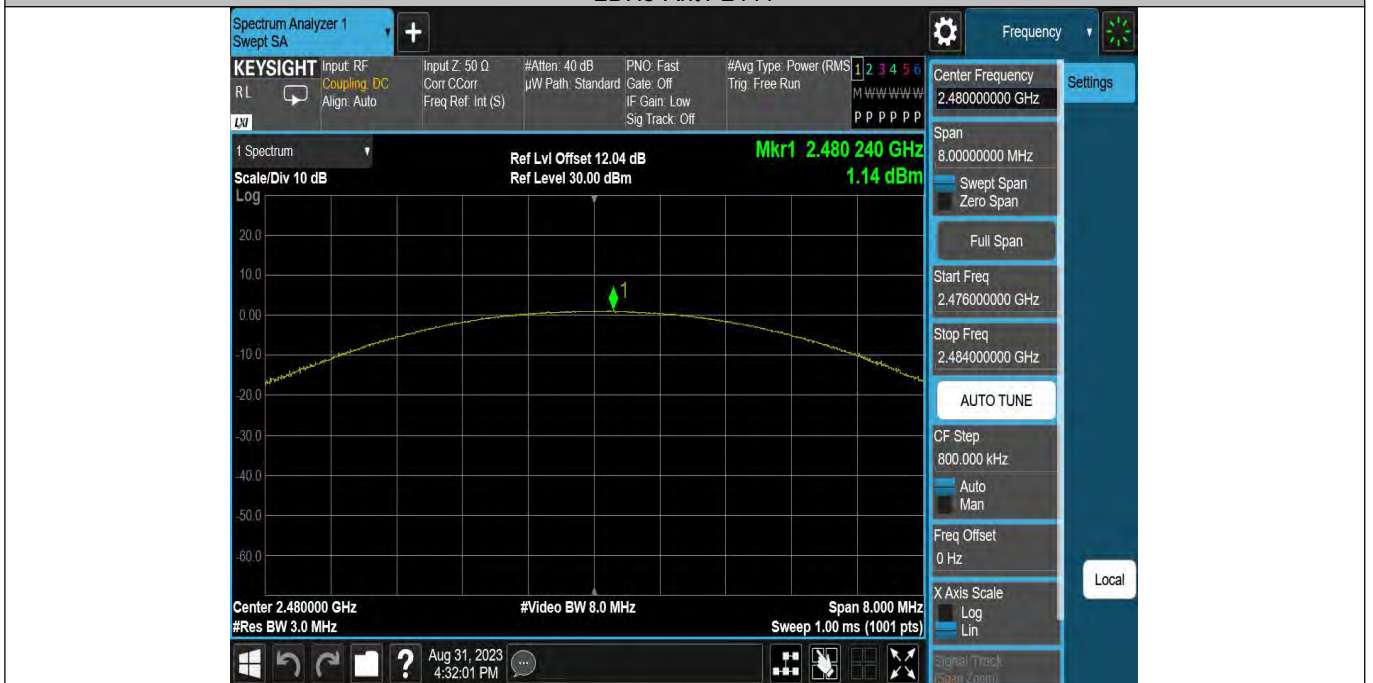 Spectrum Analyzer 1
Swept SA
+
Frequency
KEYSIGHT
RL
LXI
Input: RF
Coupling: DC
Align: Auto
Input Z: 50 Ω
Corr CCorr
Freq Ref: Int (S)
#Atten: 40 dB
µW Path: Standard
PNO: Fast
Gate: Off
IF Gain: Low
Sig Track: Off
#Avg Type: Power (RMS
Trig: Free Run
1 2 3 4 5 6
M W W W W W
P P P P P P
1 Spectrum
Scale/Div 10 dB
Log
Ref Lvl Offset 12.04 dB
Ref Level 30.00 dBm
Mkr1 2.480 240 GHz
1.14 dBm
20.0
10.0
0.00
-10.0
-20.0
-30.0
-40.0
-50.0
-60.0
1
Center 2.480000 GHz
#Res BW 3.0 MHz
#Video BW 8.0 MHz
Span 8.000 MHz
Sweep 1.00 ms (1001 pts)
Center Frequency
2.480000000 GHz
Settings
Span
8.00000000 MHz
Swept Span
Zero Span
Full Span
Start Freq
2.476000000 GHz
Stop Freq
2.484000000 GHz
AUTO TUNE
CF Step
800.000 kHz
Auto
Man
Freq Offset
0 Hz
X Axis Scale
Log
Lin
Signal Track
(Span Zoom)
Local
?
Aug 31, 2023
4:32:01 PM